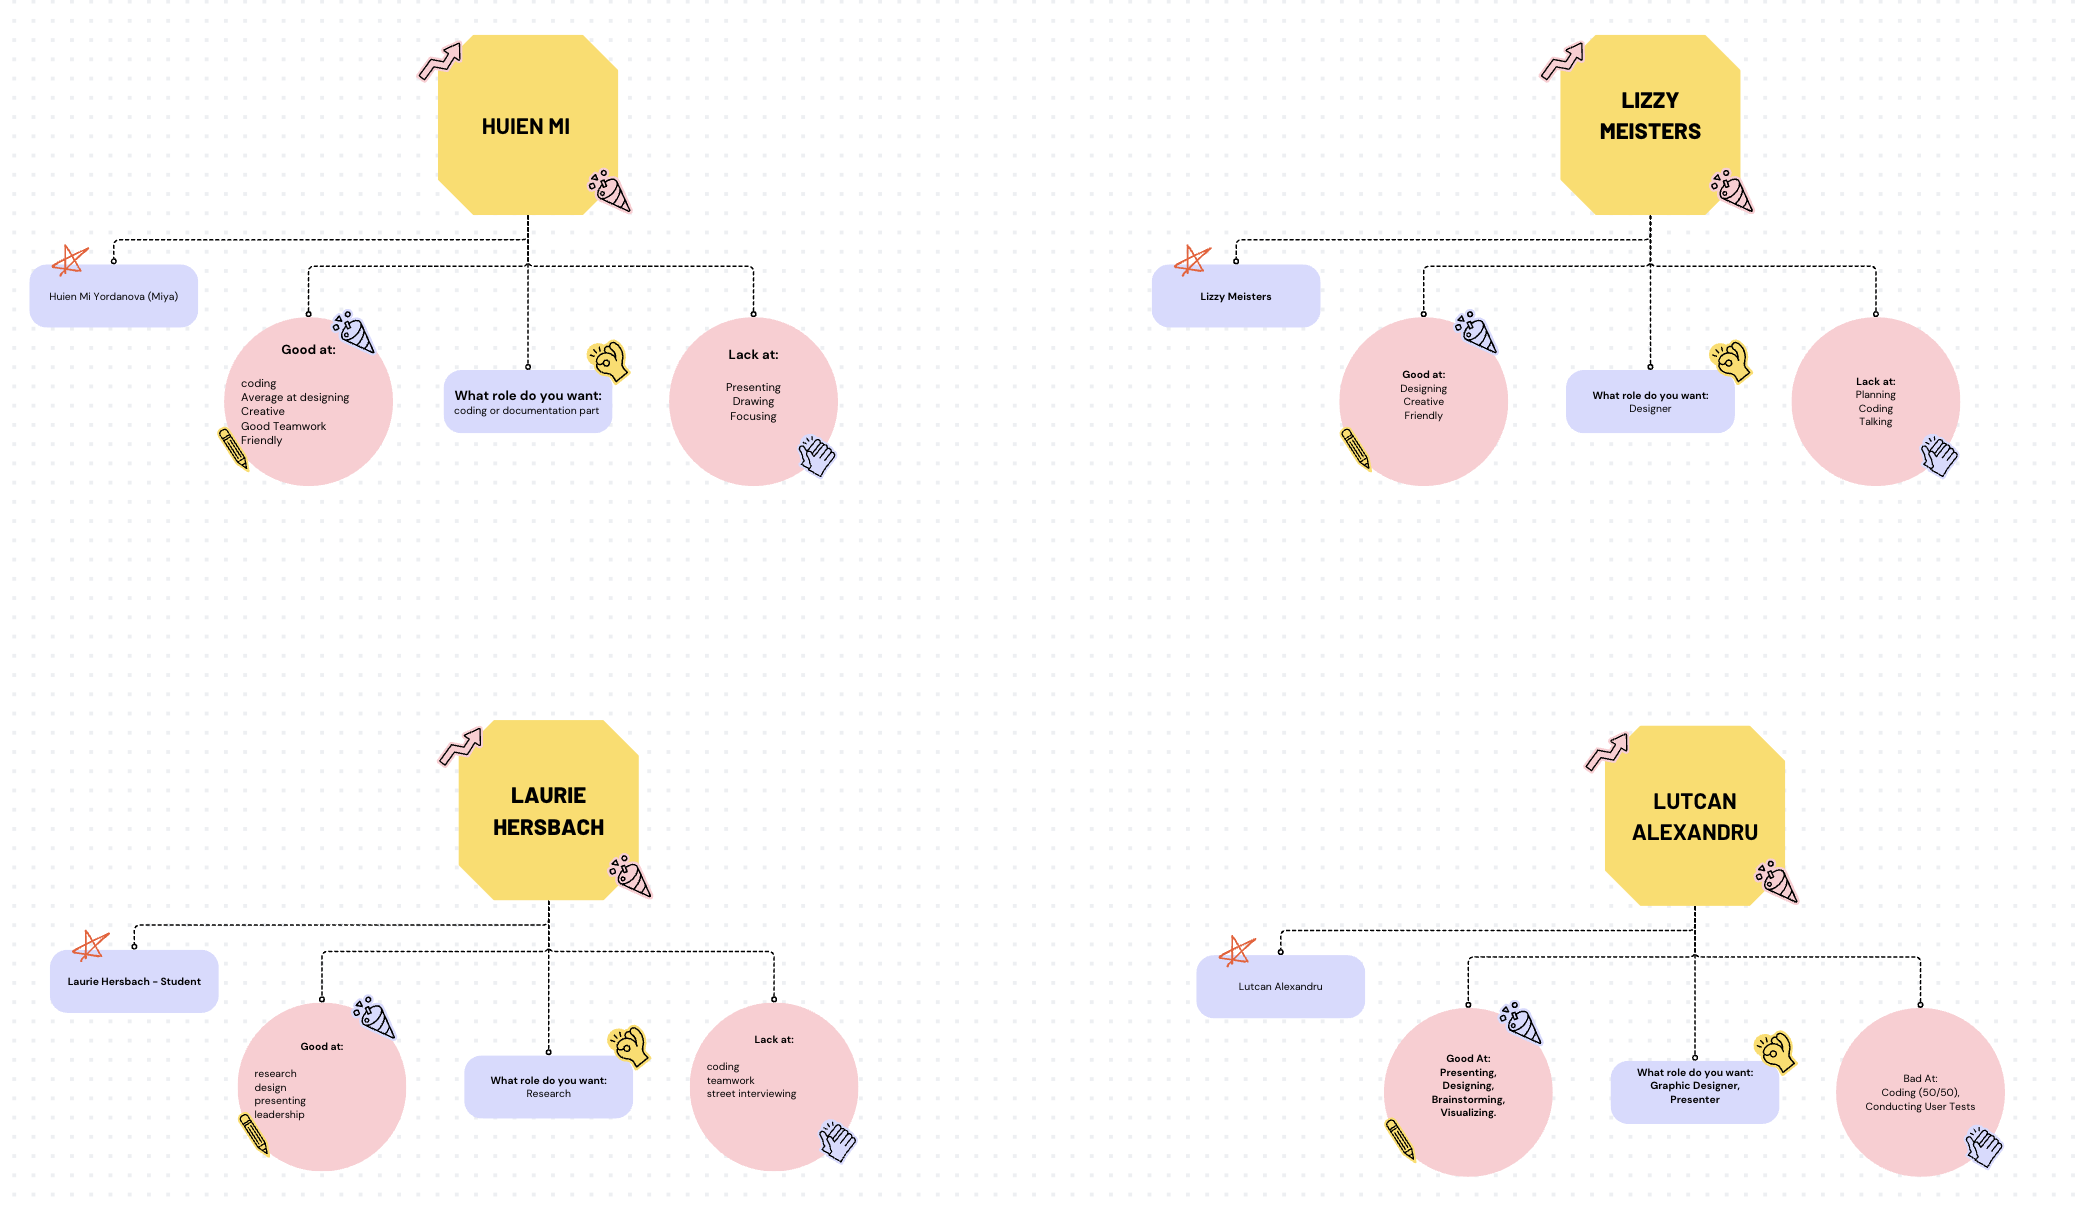 HUIEN MI
Huien Mi Yordanova (Miya)
Good at:
coding
Average at designing
Creative
Good Teamwork
Friendly
What role do you want:
coding or documentation part
Lack at:
Presenting
Drawing
Focusing
LIZZY
MEISTERS
Lizzy Meisters
Good at:
Designing
Creative
Friendly
What role do you want:
Designer
Lack at:
Planning
Coding
Talking
LAURIE
HERSBACH
Laurie Hersbach - Student
Good at:
research
design
presenting
leadership
What role do you want:
Research
Lack at:
coding
teamwork
street interviewing
LUTCAN
ALEXANDRU
Lutcan Alexandru
Good At:
Presenting,
Designing,
Brainstorming,
Visualizing.
What role do you want:
Graphic Designer,
Presenter
Bad At:
Coding (50/50),
Conducting User Tests